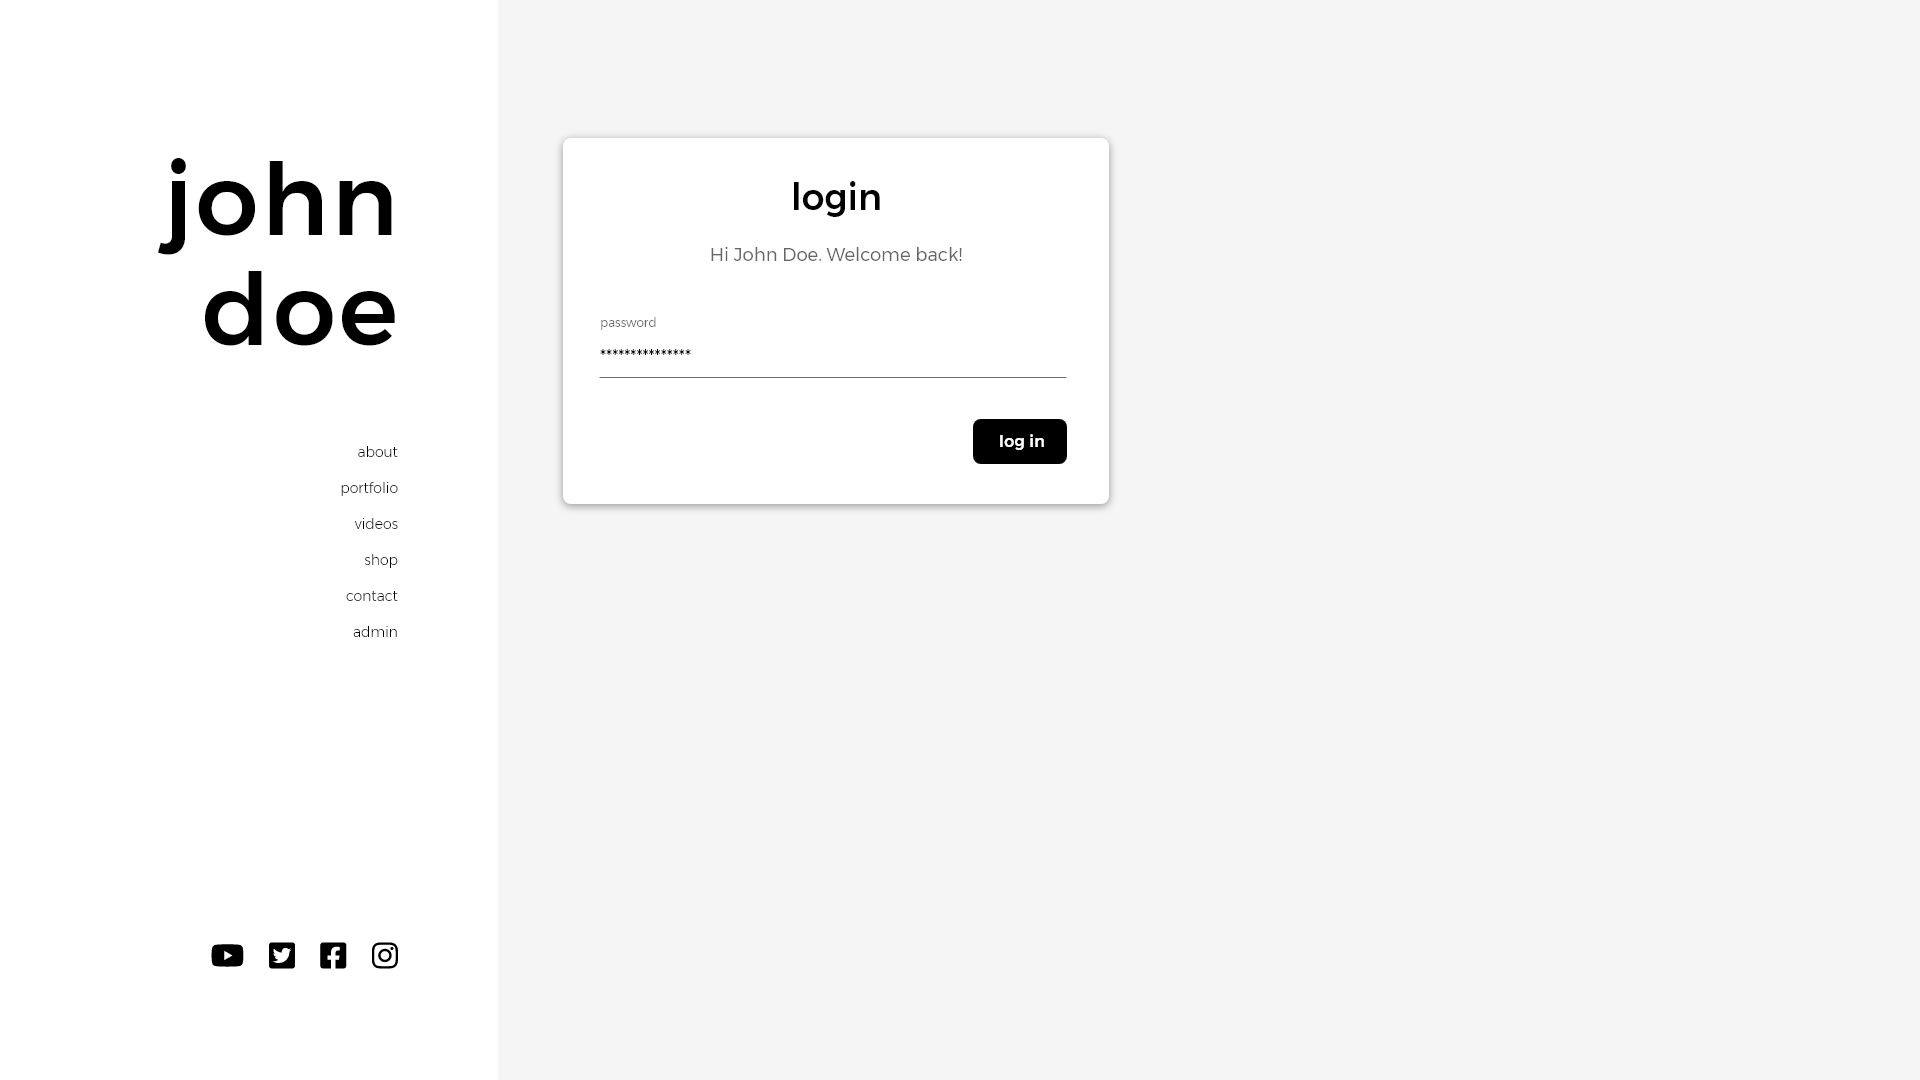 john
doe
about
portfolio
videos
shop
contact
admin
login
Hi John Doe. Welcome back!
password
***************
log in